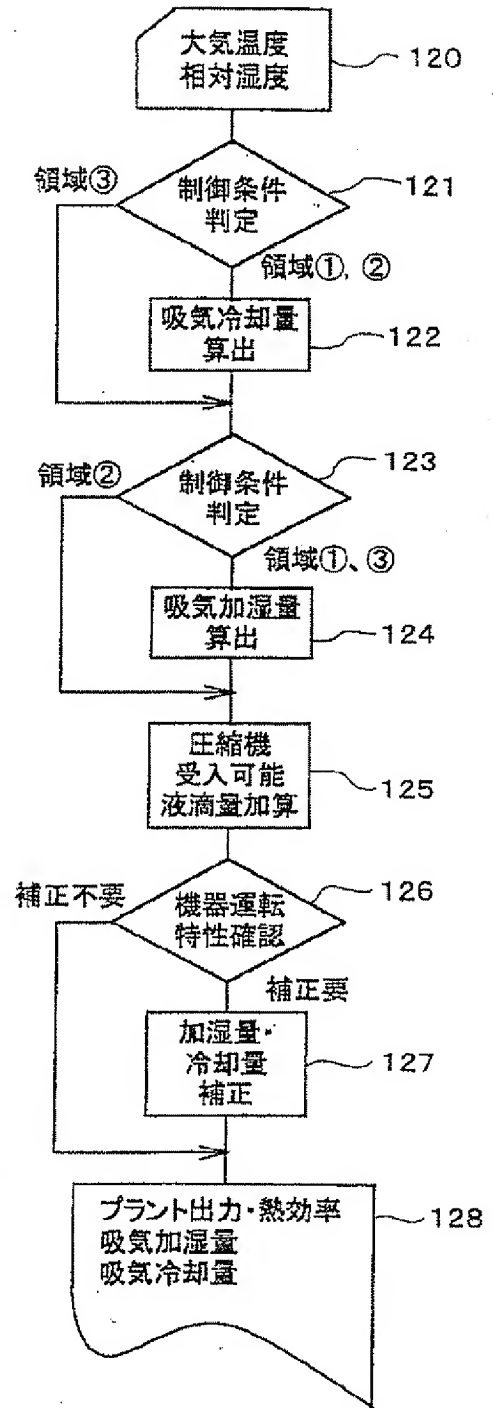 大気温度
相対湿度
120
領域③
制御条件
判定
121
領域①, ②
吸気冷却量
算出
122
領域②
制御条件
判定
123
領域①、③
吸気加湿量
算出
124
圧縮機
受入可能
液滴量加算
125
補正不要
機器運転
特性確認
126
補正要
加湿量・
冷却量
補正
127
プラント出力・熱効率
吸気加湿量
吸気冷却量
128